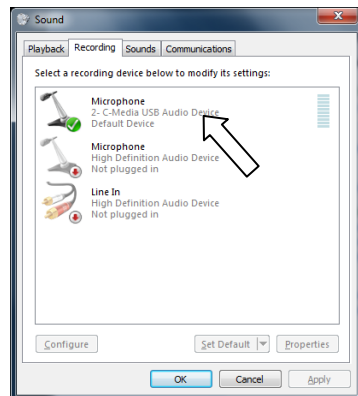 Sound
Playback Recording Sounds Communications
Select a recording device below to modify its settings:
Microphone
2- C-Media USB Audio Device
Default Device
Microphone
High Definition Audio Device
Not plugged in
Line In
High Definition Audio Device
Not plugged in
Configure Set Default Properties
OK Cancel Apply